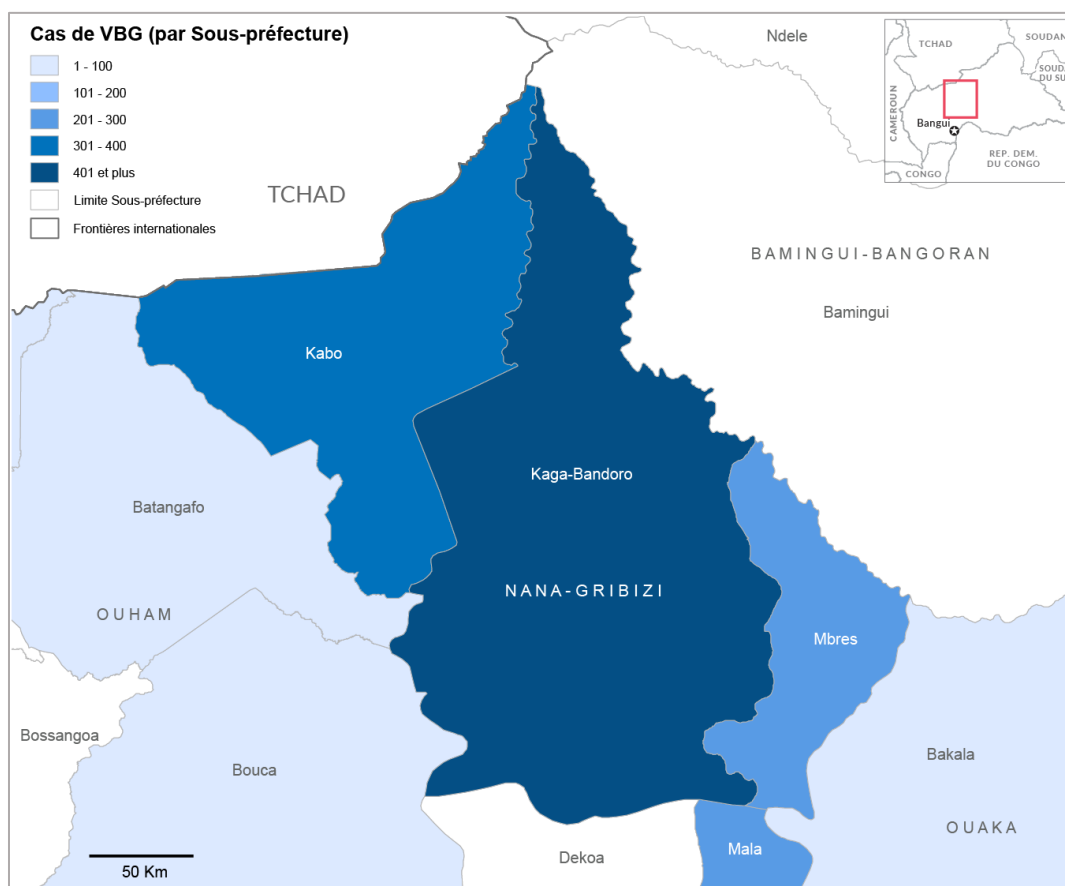 Cas de VBG (par Sous-préfecture)
1 - 100
101 - 200
201 - 300
301 - 400
401 et plus
Limite Sous-préfecture
Frontières internationales
Ndele
TCHAD
SOUDAN
SOUDA
DU SU
CAMEROUN
Bangui
REP. DEM.
DU CONGO
CONGO
TCHAD
BAMINGUI-BANGORAN
Bamingui
Kabo
Kaga-Bandoro
Batangafo
NANA-GRIBIZI
OUHAM
Mbres
Bossangoa
Bouca
Bakala
OUAKA
Mala
Dekoa
50 Km